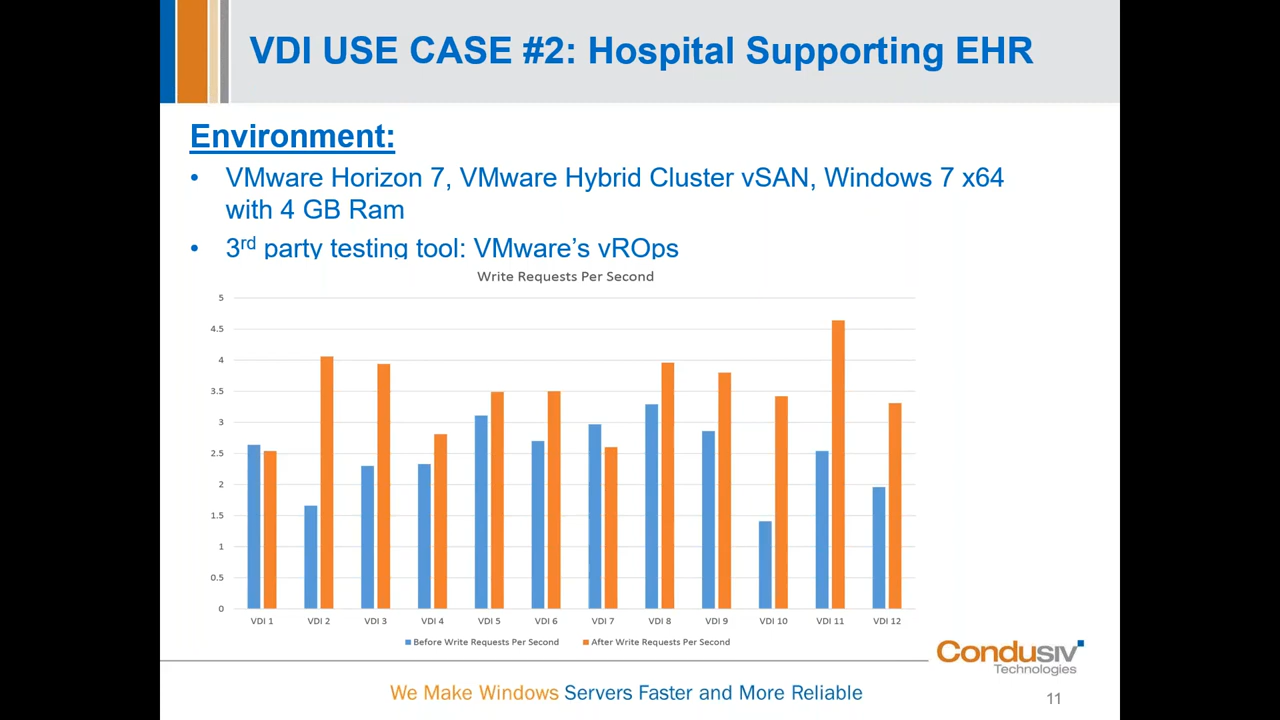 VDI USE CASE #2: Hospital Supporting EHR
Environment:
• VMware Horizon 7, VMware Hybrid Cluster vSAN, Windows 7 x64
with 4 GB Ram
• 3rd party testing tool: VMware’s vROps
Write Requests Per Second
5
4.5
4
3.5
3
2.5
2
1.5
1
0.5
0
VDI 1 VDI 2 VDI 3 VDI 4 VDI 5 VDI 6 VDI 7 VDI 8 VDI 9 VDI 10 VDI 11 VDI 12
Before Write Requests Per Second After Write Requests Per Second
Condusiv
Technologies
We Make Windows Servers Faster and More Reliable
11